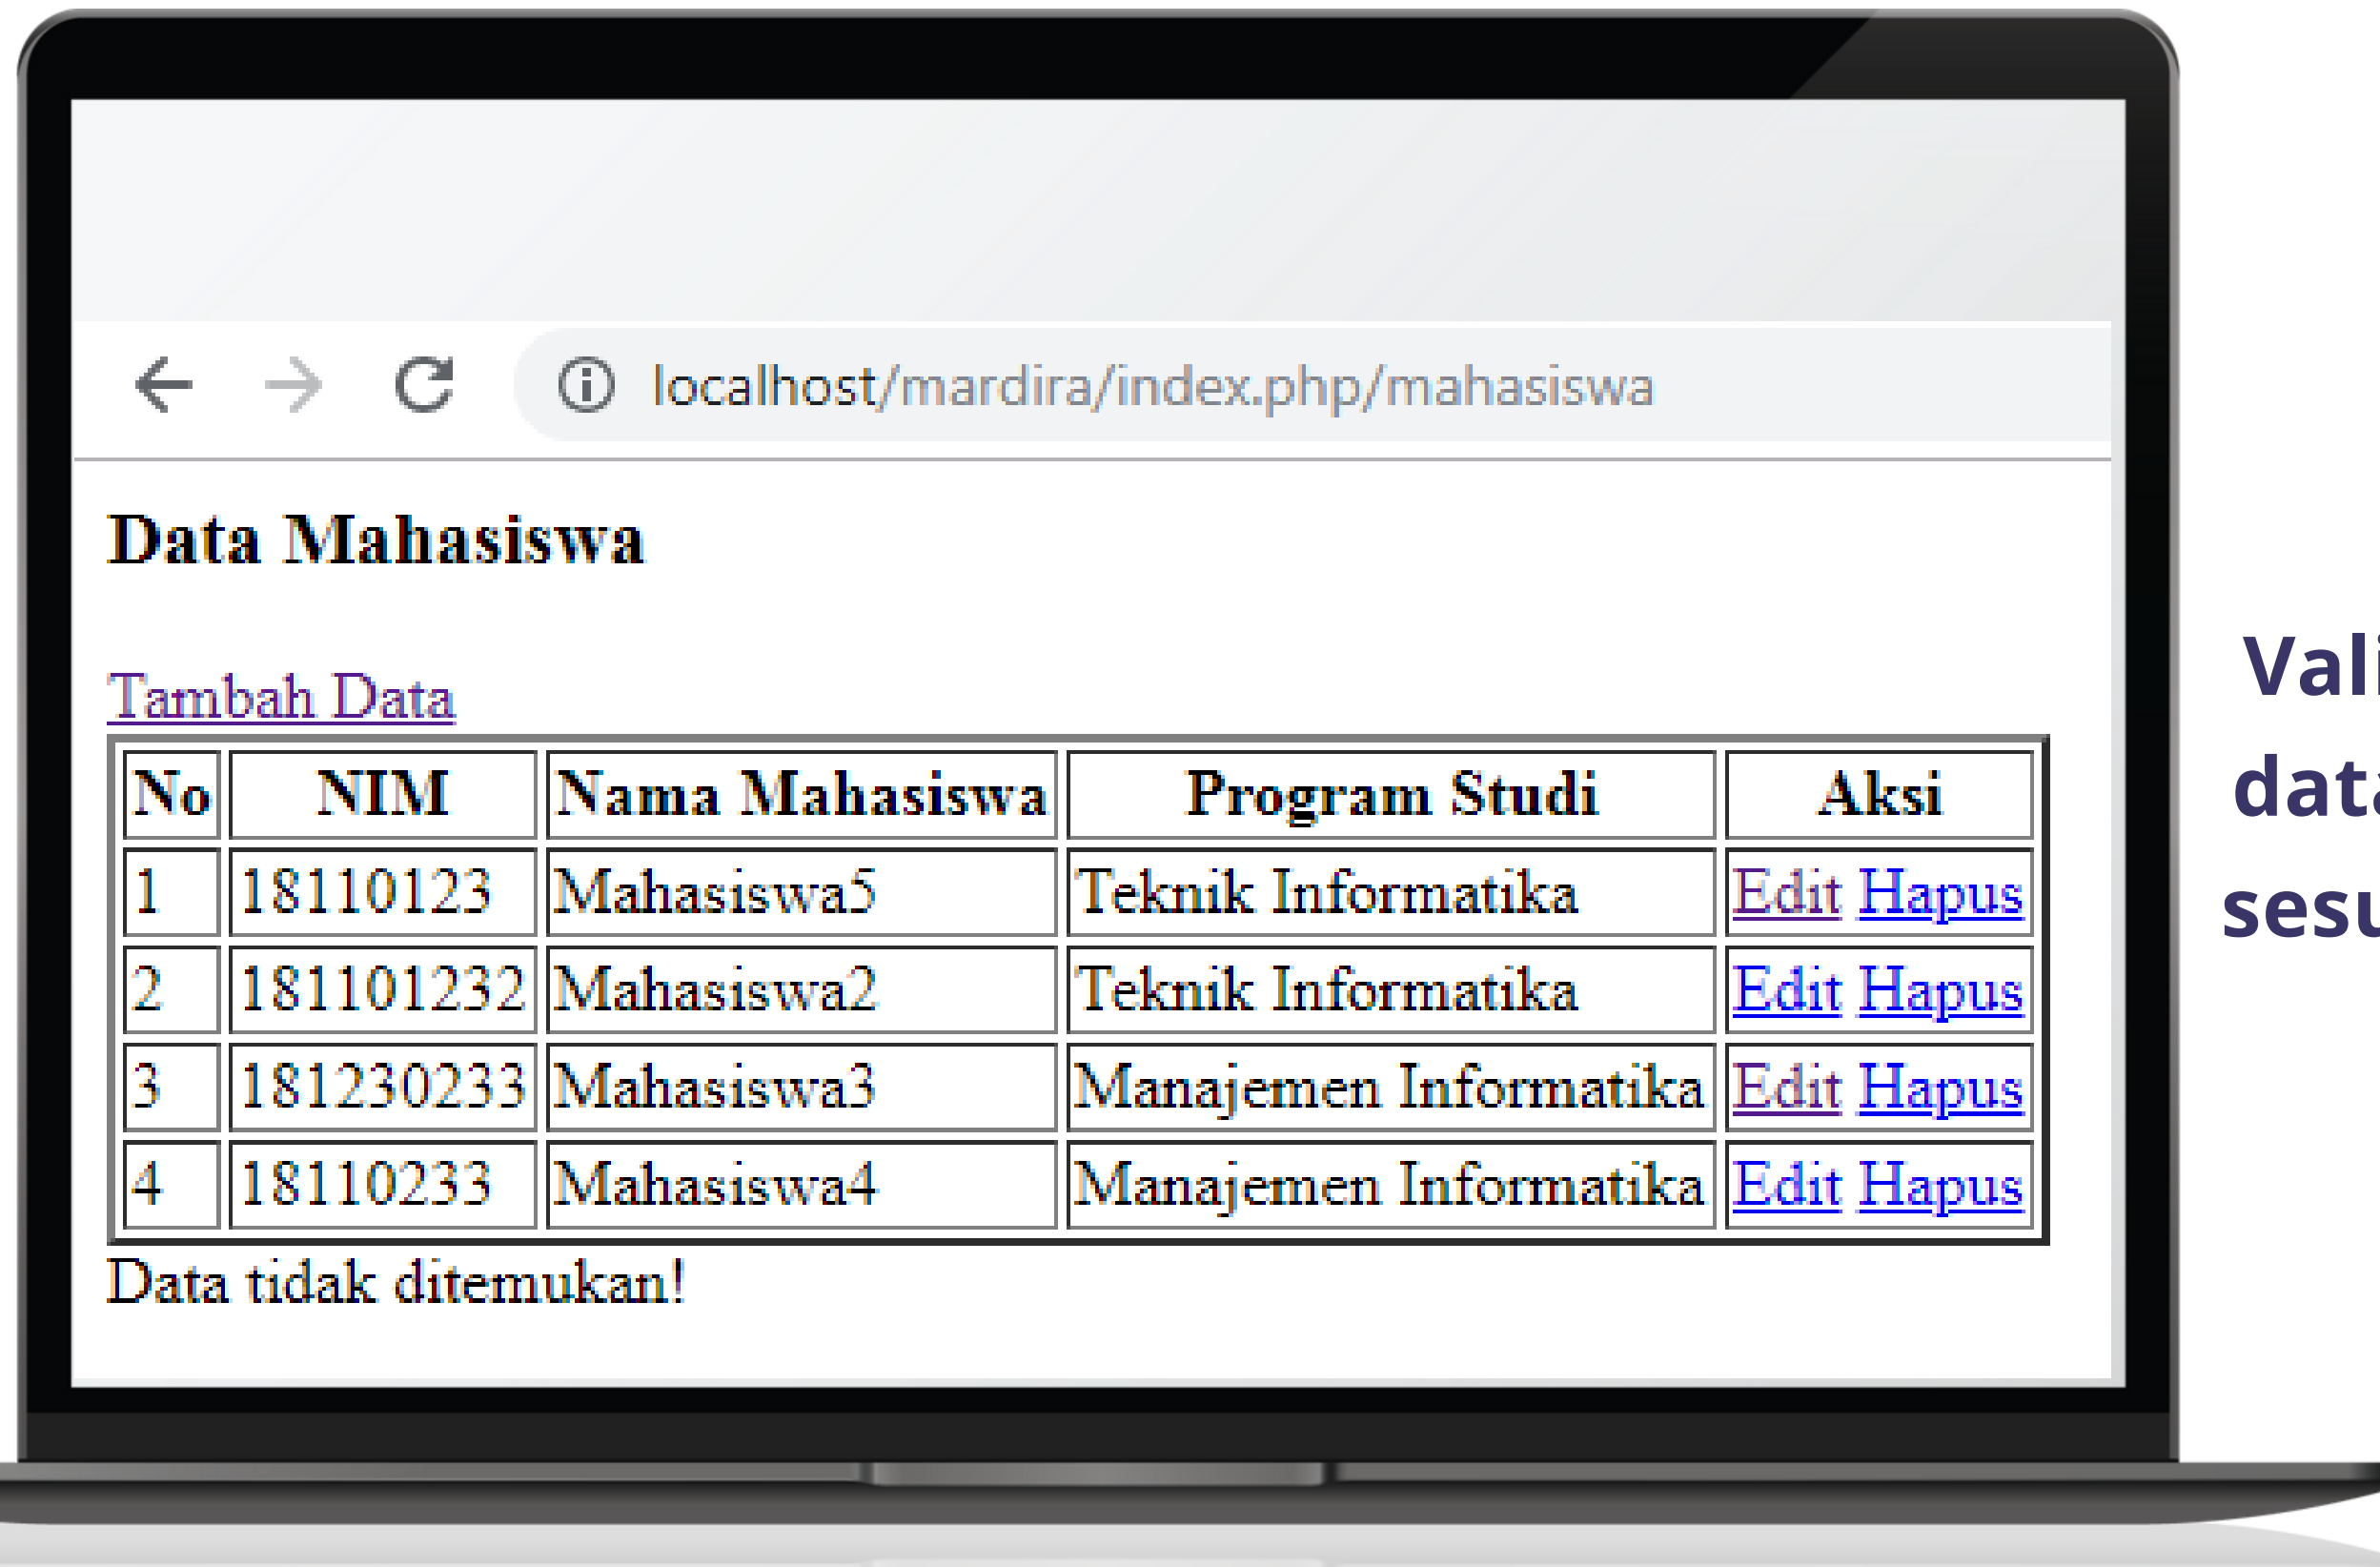 localhost/mardira/index.php/mahasiswa
Data Mahasiswa
Tambah Data
No NIM Nama Mahasiswa Program Studi Aksi
1 18110123 Mahasiswa5 Teknik Informatika Edit Hapus
2 181101232 Mahasiswa2 Teknik Informatika Edit Hapus
3 181230233 Mahasiswa3 Manajemen Informatika Edit Hapus
4 18110233 Mahasiswa4 Manajemen Informatika Edit Hapus
Data tidak ditemukan!